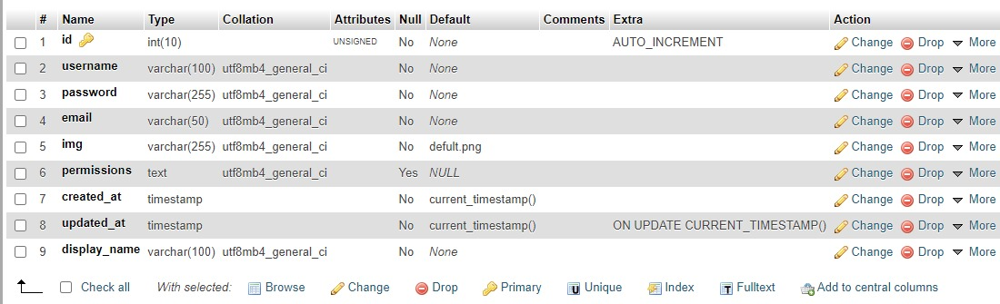 # Name Type Collation Attributes Null Default Comments Extra Action
1 id int(10) UNSIGNED No None AUTO_INCREMENT Change Drop More
2 username varchar(100) utf8mb4_general_ci No None Change Drop More
3 password varchar(255) utf8mb4_general_ci No None Change Drop More
4 email varchar(50) utf8mb4_general_ci No None Change Drop More
5 img varchar(255) utf8mb4_general_ci No defult.png Change Drop More
6 permissions text utf8mb4_general_ci Yes NULL Change Drop More
7 created_at timestamp No current_timestamp() Change Drop More
8 updated_at timestamp No current_timestamp() ON UPDATE CURRENT_TIMESTAMP() Change Drop More
9 display_name varchar(100) utf8mb4_general_ci No None Change Drop More
Check all With selected: Browse Change Drop Primary U Unique Index T Fulltext Add to central columns